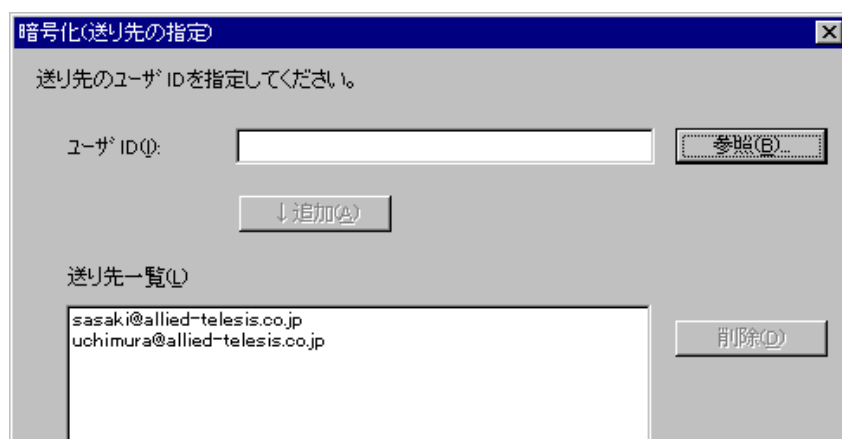 暗号化(送り先の指定)
送り先のユーザIDを指定してください。
ユーザID(I):
参照(B)...
↓追加(A)
送り先一覧(L)
sasaki@allied-telesis.co.jp
uchimura@allied-telesis.co.jp
削除(D)